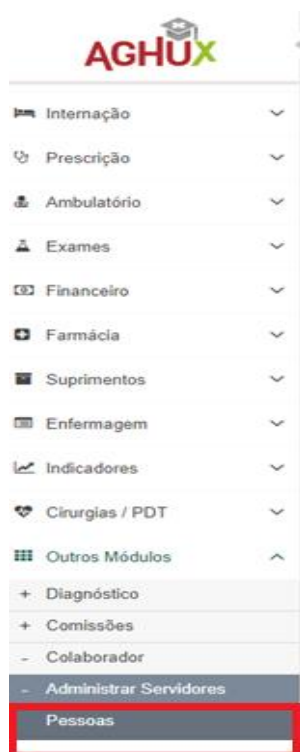 AGHUX
Internação
Prescrição
Ambulatório
Exames
Financeiro
Farmácia
Suprimentos
Enfermagem
Indicadores
Cirurgias / PDT
Outros Módulos
+ Diagnóstico
+ Comissões
- Colaborador
- Administrar Servidores
Pessoas